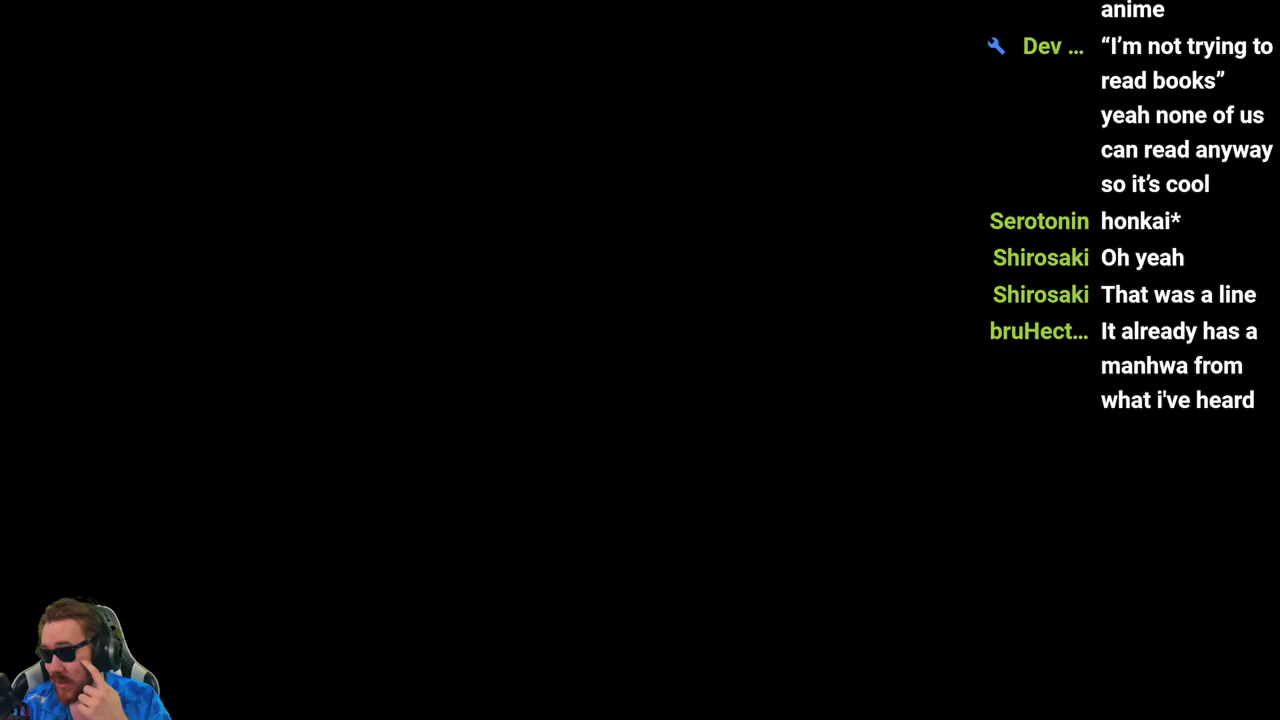 anime
Dev … “I’m not trying to
read books”
yeah none of us
can read anyway
so it’s cool
Serotonin honkai*
Shirosaki Oh yeah
Shirosaki That was a line
bruHect… It already has a
manhwa from
what i've heard